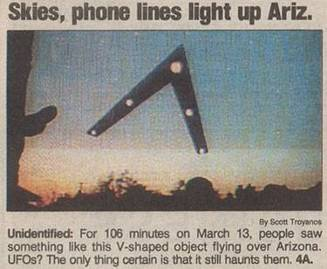 Skies, phone lines light up Ariz.
By Scott Troyanos
Unidentified: For 106 minutes on March 13, people saw
something like this V-shaped object flying over Arizona.
UFOs? The only thing certain is that it still haunts them. 4A.